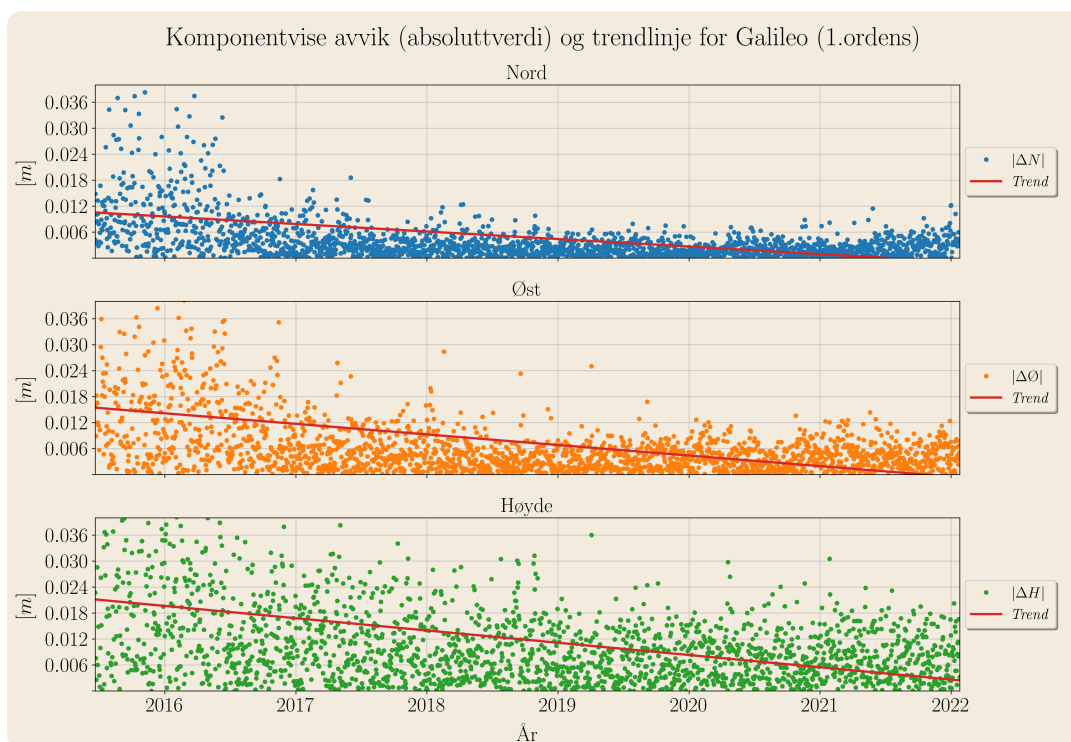 Komponentvise avvik (absoluttverdi) og trendlinje for Galileo (1.ordens)
Nord
0.036
0.030
0.024
0.018
0.012
0.006
[m]
|ΔN|
Trend
Øst
0.036
0.030
0.024
0.018
0.012
0.006
[m]
|ΔØ|
Trend
Høyde
0.036
0.030
0.024
0.018
0.012
0.006
[m]
|ΔH|
Trend
2016 2017 2018 2019 2020 2021 2022
År